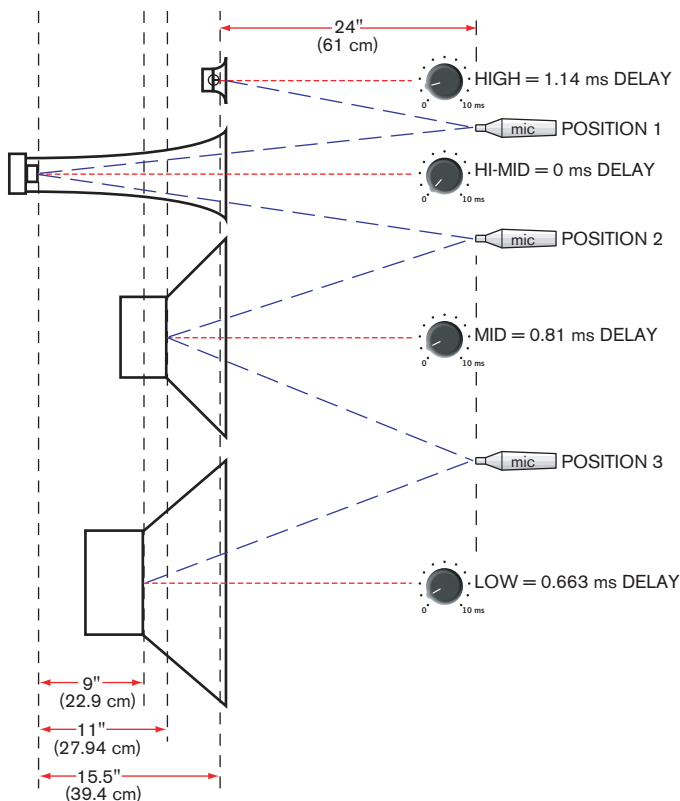 24"
(61 cm)
HIGH = 1.14 ms DELAY
0 10 ms
mic POSITION 1
HI-MID = 0 ms DELAY
0 10 ms
mic POSITION 2
MID = 0.81 ms DELAY
0 10 ms
mic POSITION 3
LOW = 0.663 ms DELAY
0 10 ms
9"
(22.9 cm)
11"
(27.94 cm)
15.5"
(39.4 cm)